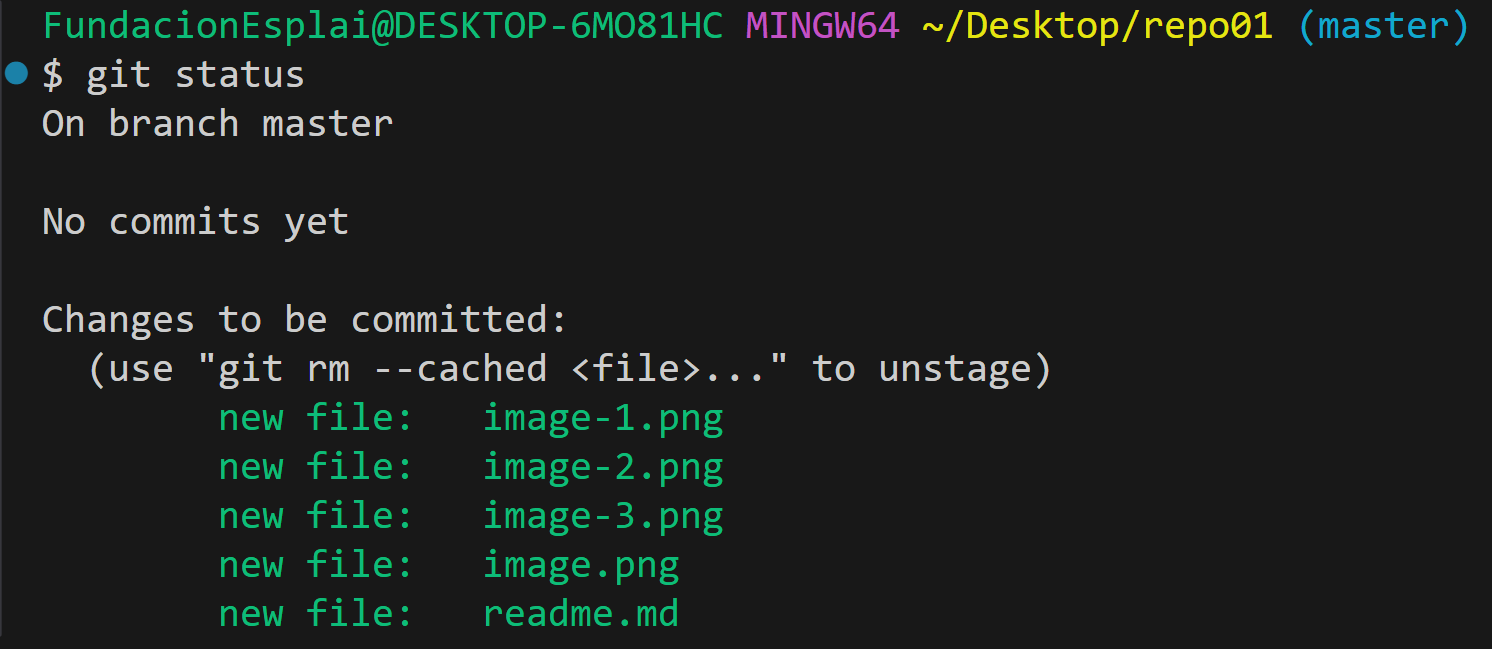 FundacionEsplai@DESKTOP-6MO81HC MINGW64 ~/Desktop/repo01 (master)
$ git status
On branch master
No commits yet
Changes to be committed:
(use "git rm --cached <file>..." to unstage)
new file: image-1.png
new file: image-2.png
new file: image-3.png
new file: image.png
new file: readme.md